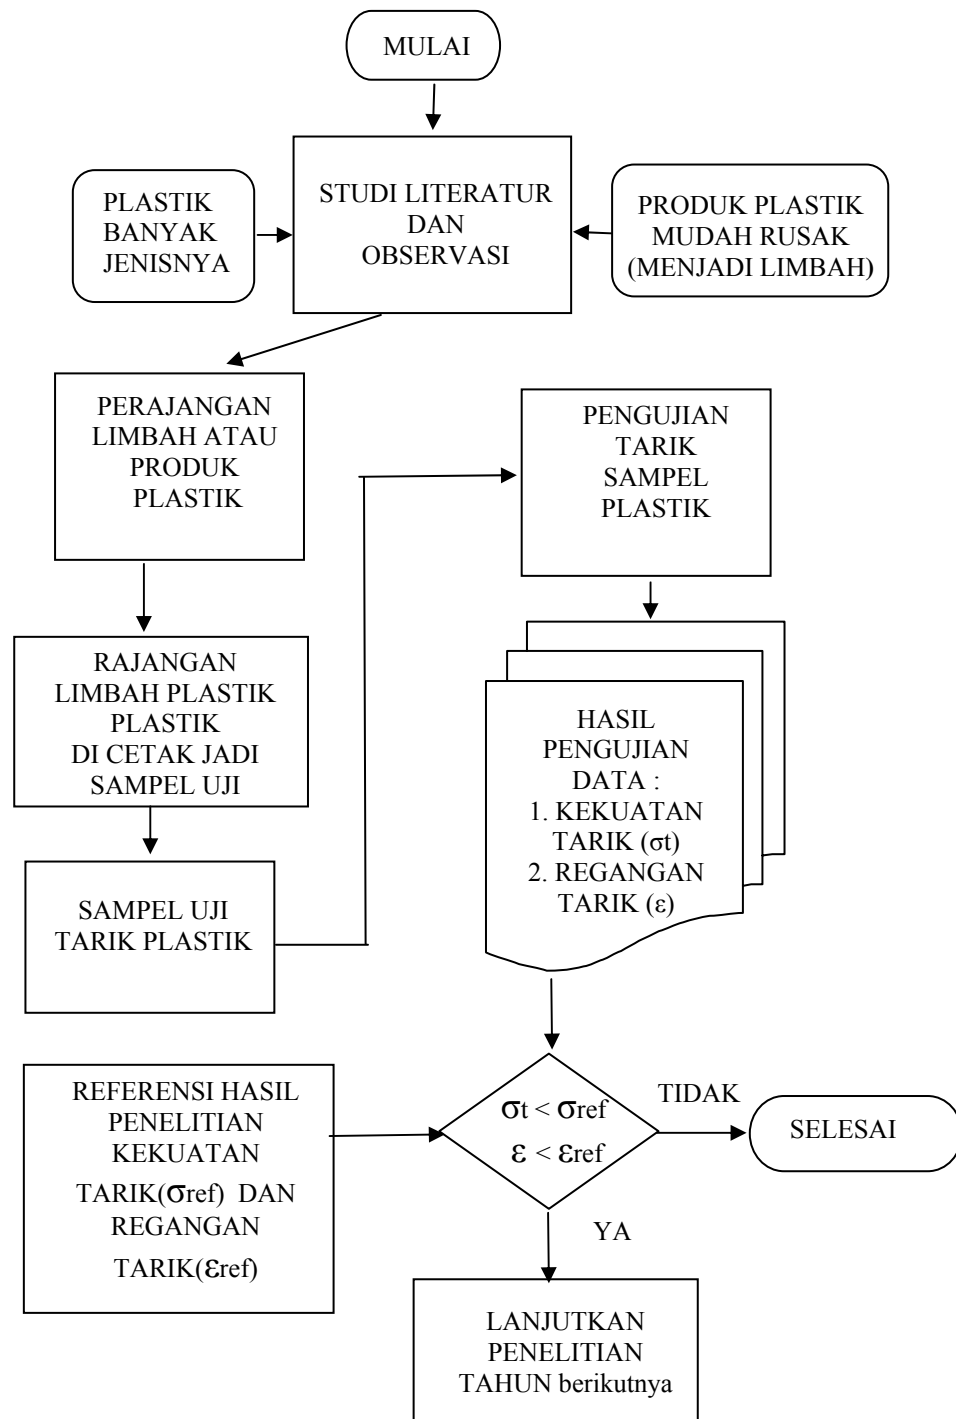 MULAI
STUDI LITERATUR
DAN
OBSERVASI
PLASTIK
BANYAK
JENISNYA
PRODUK PLASTIK
MUDAH RUSAK
(MENJADI LIMBAH)
PERAJANGAN
LIMBAH ATAU
PRODUK
PLASTIK
RAJANGAN
LIMBAH PLASTIK
PLASTIK
DI CETAK JADI
SAMPEL UJI
SAMPEL UJI
TARIK PLASTIK
PENGUJIAN
TARIK
SAMPEL
PLASTIK
HASIL
PENGUJIAN
DATA :
1. KEKUATAN
TARIK (σt)
2. REGANGAN
TARIK (ε)
REFERENSI HASIL
PENELITIAN
KEKUATAN
TARIK(σref) DAN
REGANGAN
TARIK(εref)
σt < σref
ε < εref
TIDAK
SELESAI
YA
LANJUTKAN
PENELITIAN
TAHUN berikutnya